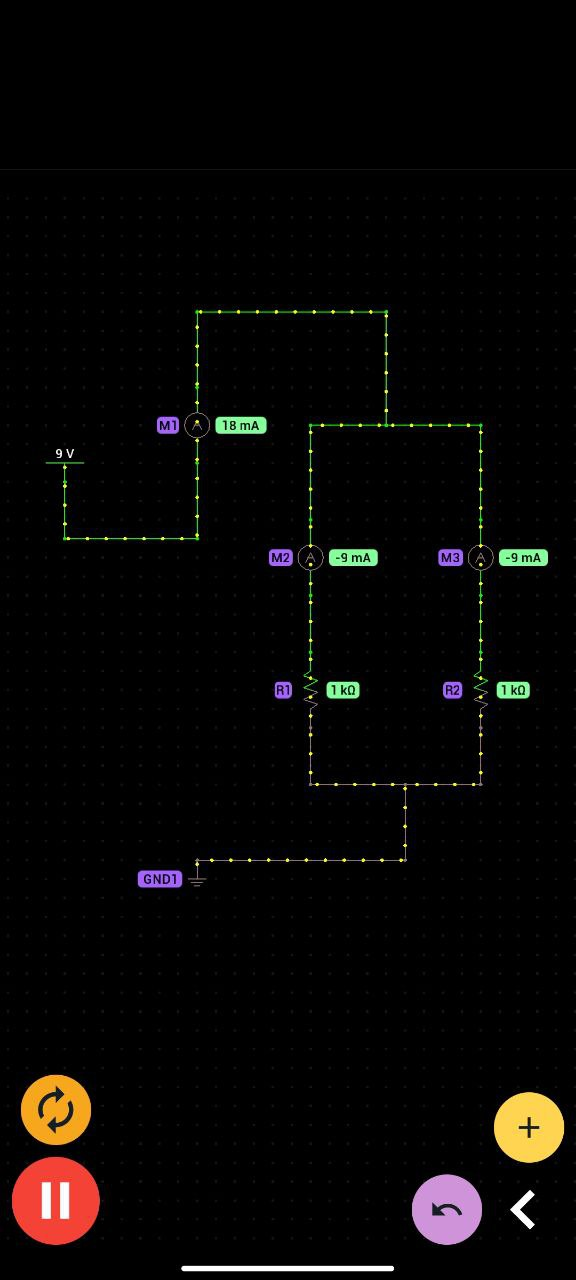 M1 18 mA
9 V
M2 -9 mA M3 -9 mA
R1 1 kΩ R2 1 kΩ
GND1